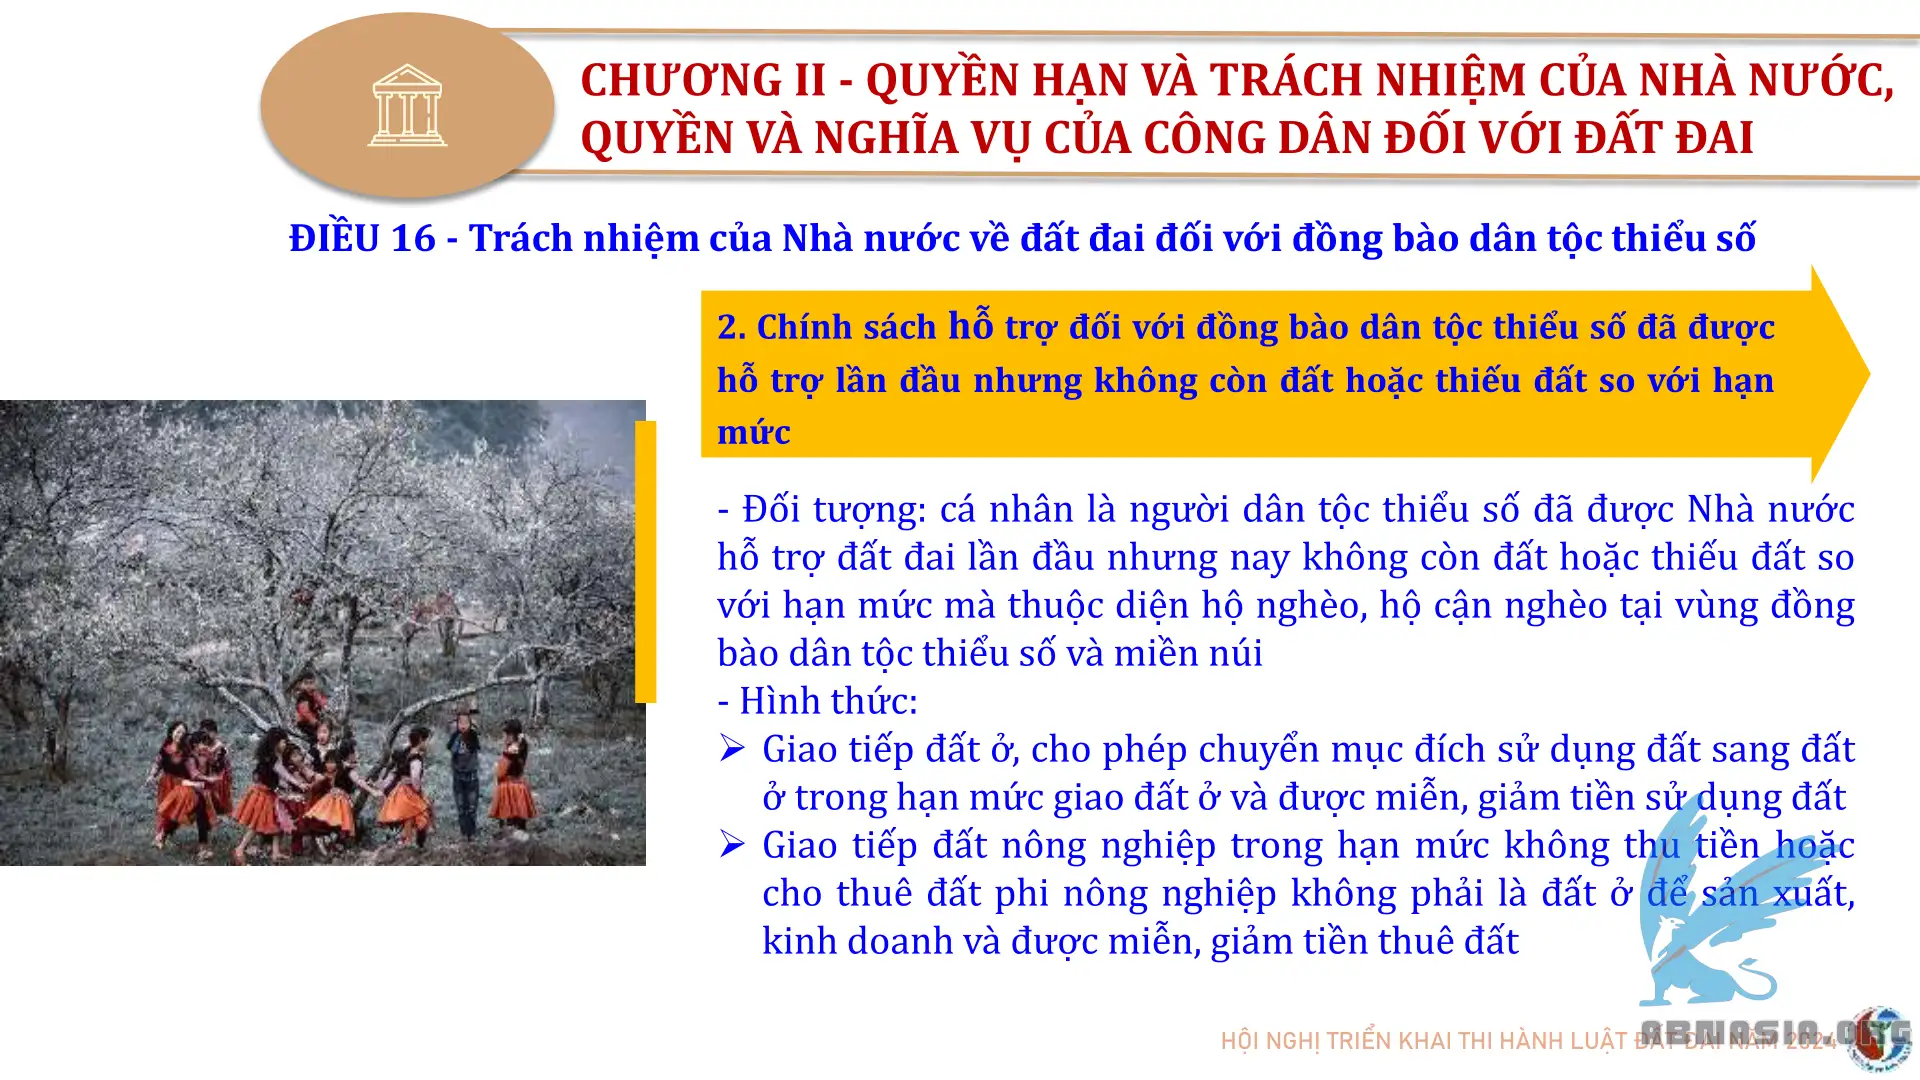 CHƯƠNG II - QUYỀN HẠN VÀ TRÁCH NHIỆM CỦA NHÀ NƯỚC,
QUYỀN VÀ NGHĨA VỤ CỦA CÔNG DÂN ĐỐI VỚI ĐẤT ĐAI
ĐIỀU 16 - Trách nhiệm của Nhà nước về đất đai đối với đồng bào dân tộc thiểu số
2. Chính sách hỗ trợ đối với đồng bào dân tộc thiểu số đã được
hỗ trợ lần đầu nhưng không còn đất hoặc thiếu đất so với hạn
mức
- Đối tượng: cá nhân là người dân tộc thiểu số đã được Nhà nước
hỗ trợ đất đai lần đầu nhưng nay không còn đất hoặc thiếu đất so
với hạn mức mà thuộc diện hộ nghèo, hộ cận nghèo tại vùng đồng
bào dân tộc thiểu số và miền núi
- Hình thức:
➢ Giao tiếp đất ở, cho phép chuyển mục đích sử dụng đất sang đất
ở trong hạn mức giao đất ở và được miễn, giảm tiền sử dụng đất
➢ Giao tiếp đất nông nghiệp trong hạn mức không thu tiền hoặc
cho thuê đất phi nông nghiệp không phải là đất ở để sản xuất,
kinh doanh và được miễn, giảm tiền thuê đất
HỘI NGHỊ TRIỂN KHAI THI HÀNH LUẬT ĐẤT ĐAI NĂM 2024
ABMASIA.ORG